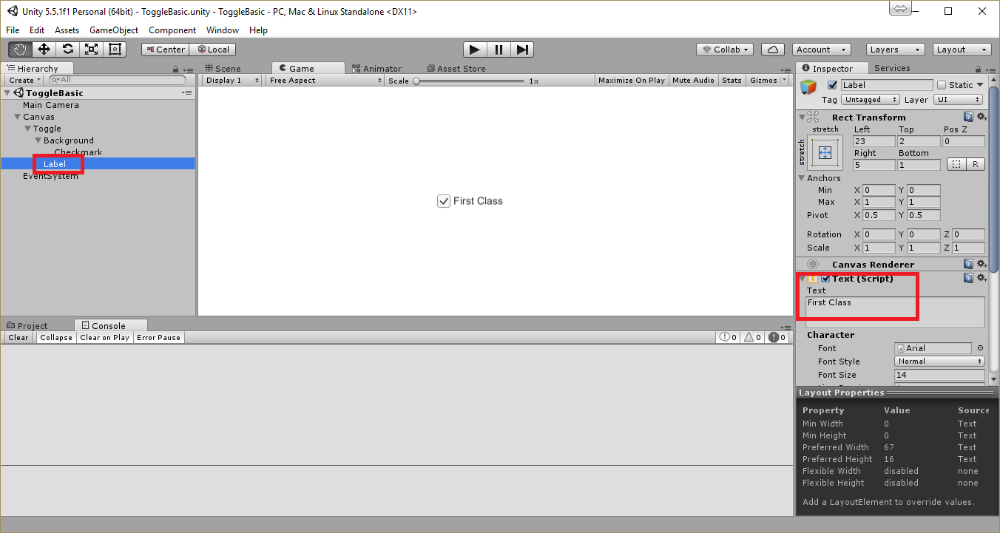 Unity 5.5.1f1 Personal (64bit) - ToggleBasic.unity - ToggleBasic - PC, Mac & Linux Standalone <DX11>
File Edit Assets GameObject Component Window Help
Center Local Collab Account Layers Layout
Hierarchy
Create All
ToggleBasic
Main Camera
Canvas
Toggle
Background
Checkmark
Label
EventSystem
Scene Game Animator Asset Store
Display 1 Free Aspect Scale 1x Maximize On Play Mute Audio Stats Gizmos
First Class
Project Console
Clear Collapse Clear on Play Error Pause 0 0 0
Inspector Services
Label Static
Tag Untagged Layer UI
Rect Transform
stretch Left Top Pos Z
stretch
23 2 0
Right Bottom
5 1 R
Anchors
Min X 0 Y 0
Max X 1 Y 1
Pivot X 0.5 Y 0.5
Rotation X 0 Y 0 Z 0
Scale X 1 Y 1 Z 1
Canvas Renderer
Text (Script)
Text
First Class
Character
Font Arial
Font Style Normal
Font Size 14
Layout Properties
Property Value Source
Min Width 0 Text
Min Height 0 Text
Preferred Width 67 Text
Preferred Height 16 Text
Flexible Width disabled none
Flexible Height disabled none
Add a LayoutElement to override values.